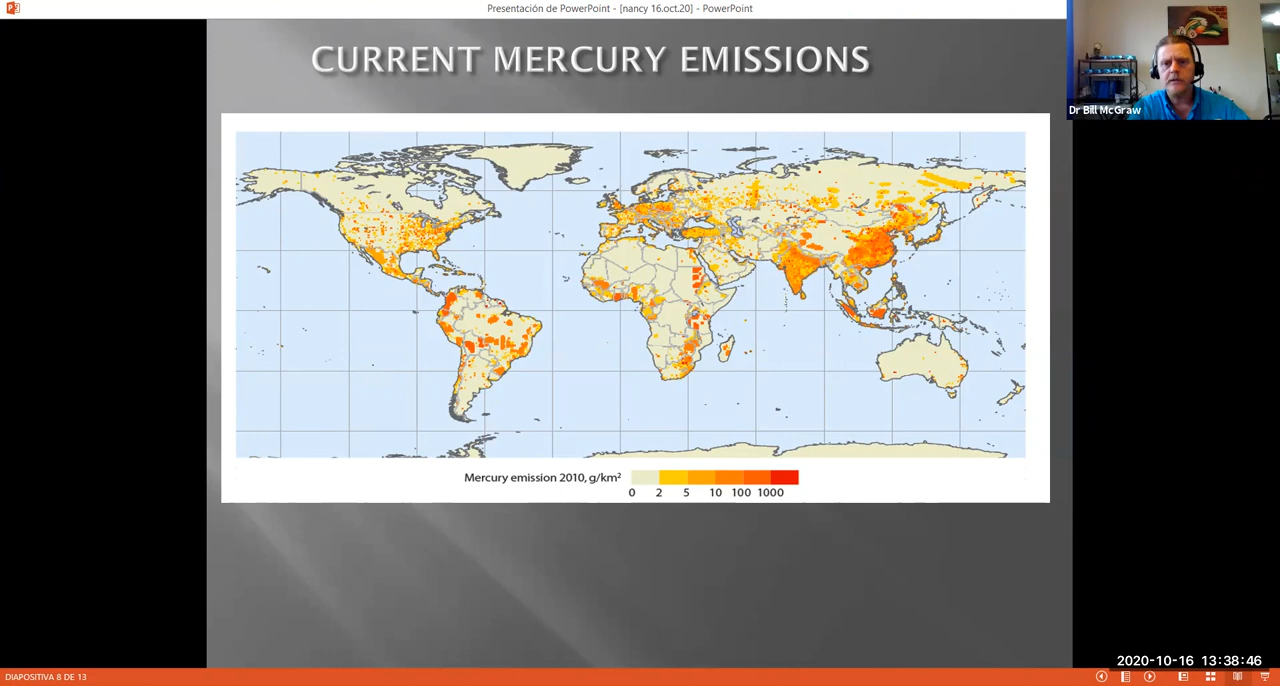 Presentación de PowerPoint - [nancy 16.oct.20] - PowerPoint
CURRENT MERCURY EMISSIONS
Dr Bill McGraw
Mercury emission 2010, g/km²
0 2 5 10 100 1000
2020-10-16 13:38:46
DIAPOSITIVA 8 DE 13